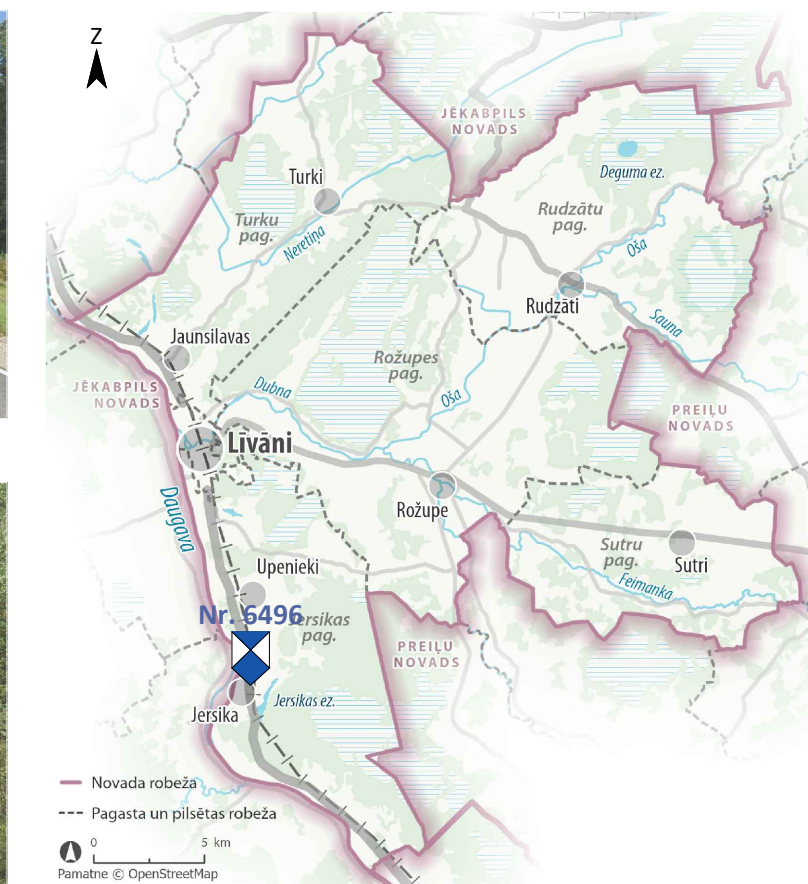 Z
JĒKABPILS
NOVADS
Deguma ez.
Turki
Turku
pag.
Neretiņa
Rudzātu
pag.
Oša
Rudzāti
Sauna
Jaunsilavas
Rožupes
pag.
JĒKABPILS
NOVADS
Dubna
Oša
PREIĻU
NOVADS
Līvāni
Daugava
Rožupe
Sutru
pag.
Sutri
Feimanka
Upenieki
Nr. 6496
Jersikas
pag.
PREIĻU
NOVADS
Jersikas ez.
Jersika
Novada robeža
Pagasta un pilsētas robeža
0 5 km
Pamatne © OpenStreetMap